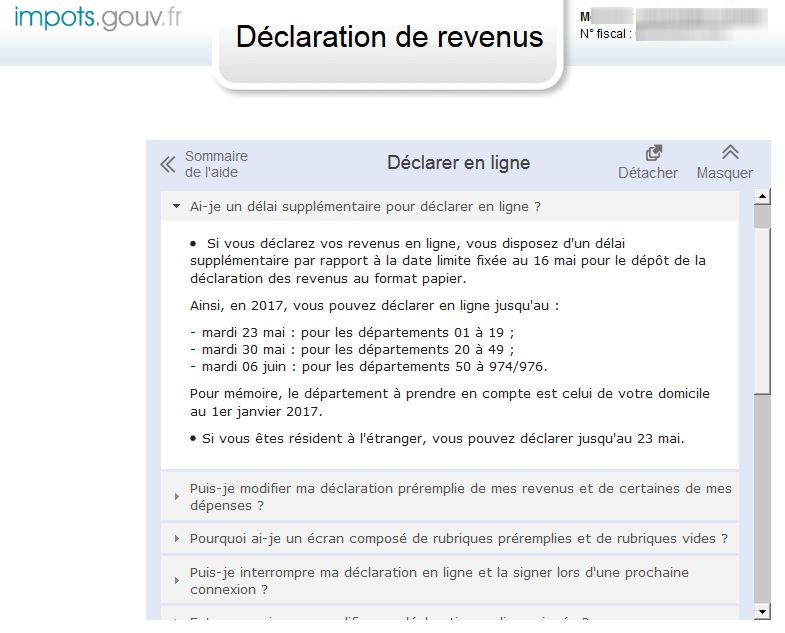 impots.gouv.fr
Déclaration de revenus
N° fiscal :
Sommaire
de l'aide
Déclarer en ligne
Détacher
Masquer
Ai-je un délai supplémentaire pour déclarer en ligne ?
• Si vous déclarez vos revenus en ligne, vous disposez d'un délai
supplémentaire par rapport à la date limite fixée au 16 mai pour le dépôt de la
déclaration des revenus au format papier.
Ainsi, en 2017, vous pouvez déclarer en ligne jusqu'au :
- mardi 23 mai : pour les départements 01 à 19 ;
- mardi 30 mai : pour les départements 20 à 49 ;
- mardi 06 juin : pour les départements 50 à 974/976.
Pour mémoire, le département à prendre en compte est celui de votre domicile
au 1er janvier 2017.
• Si vous êtes résident à l'étranger, vous pouvez déclarer jusqu'au 23 mai.
Puis-je modifier ma déclaration préremplie de mes revenus et de certaines de mes
dépenses ?
Pourquoi ai-je un écran composé de rubriques préremplies et de rubriques vides ?
Puis-je interrompre ma déclaration en ligne et la signer lors d'une prochaine
connexion ?